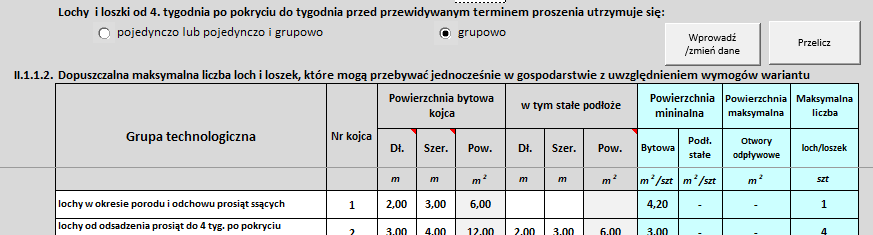 Lochy i loszki od 4. tygodnia po pokryciu do tygodnia przed przewidywanym terminem proszenia utrzymuje się:
pojedynczo lub pojedynczo i grupowo
grupowo
Wprowadź
/zmień dane
Przelicz
II.1.1.2. Dopuszczalna maksymalna liczba loch i loszek, które mogą przebywać jednocześnie w gospodarstwie z uwzględnieniem wymogów wariantu
Grupa technologiczna
Nr kojca
Powierzchnia bytowa
kojca
w tym stałe podłoże
Powierzchnia
mininalna
Powierzchnia
maksymalna
Maksymalna
liczba
Dł. Szer. Pow. Dł. Szer. Pow. Bytowa
Podł.
stałe
Otwory
odpływowe
loch/loszek
m m m² m m m² m²/szt m²/szt m² szt
lochy w okresie porodu i odchowu prosiąt ssących 1 2,00 3,00 6,00 4,20 - - 1
lochy od odsadzenia prosiąt do 4 tyg. po pokryciu 2 3,00 4,00 12,00 2,00 3,00 6,00 3,00 - - 4